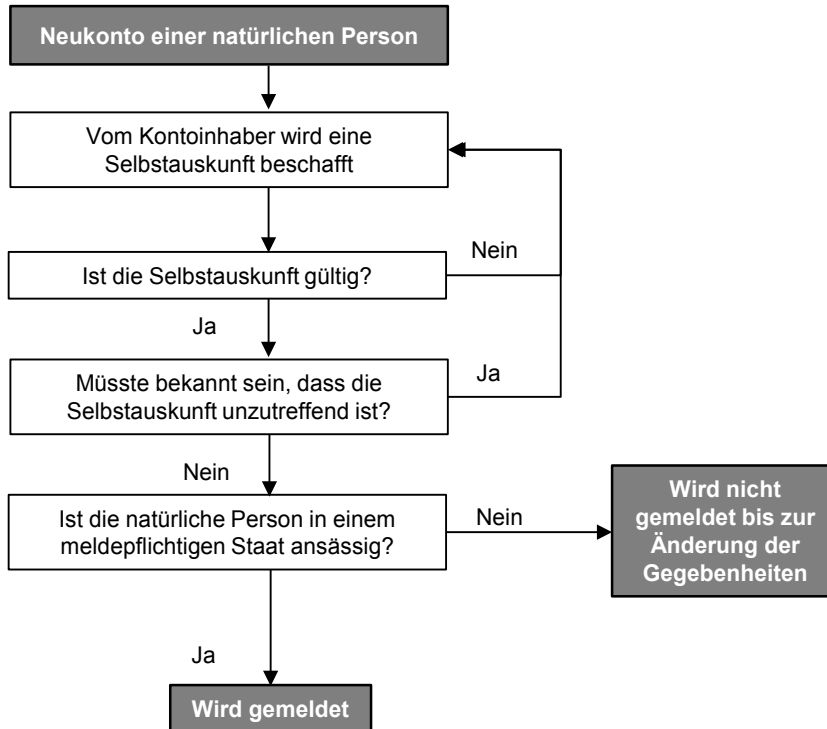 Neukonto einer natürlichen Person
Vom Kontoinhaber wird eine
Selbstauskunft beschafft
Nein
Ist die Selbstauskunft gültig?
Ja
Müsste bekannt sein, dass die
Selbstauskunft unzutreffend ist?
Ja
Nein
Ist die natürliche Person in einem
meldepflichtigen Staat ansässig?
Nein
Wird nicht
gemeldet bis zur
Änderung der
Gegebenheiten
Ja
Wird gemeldet